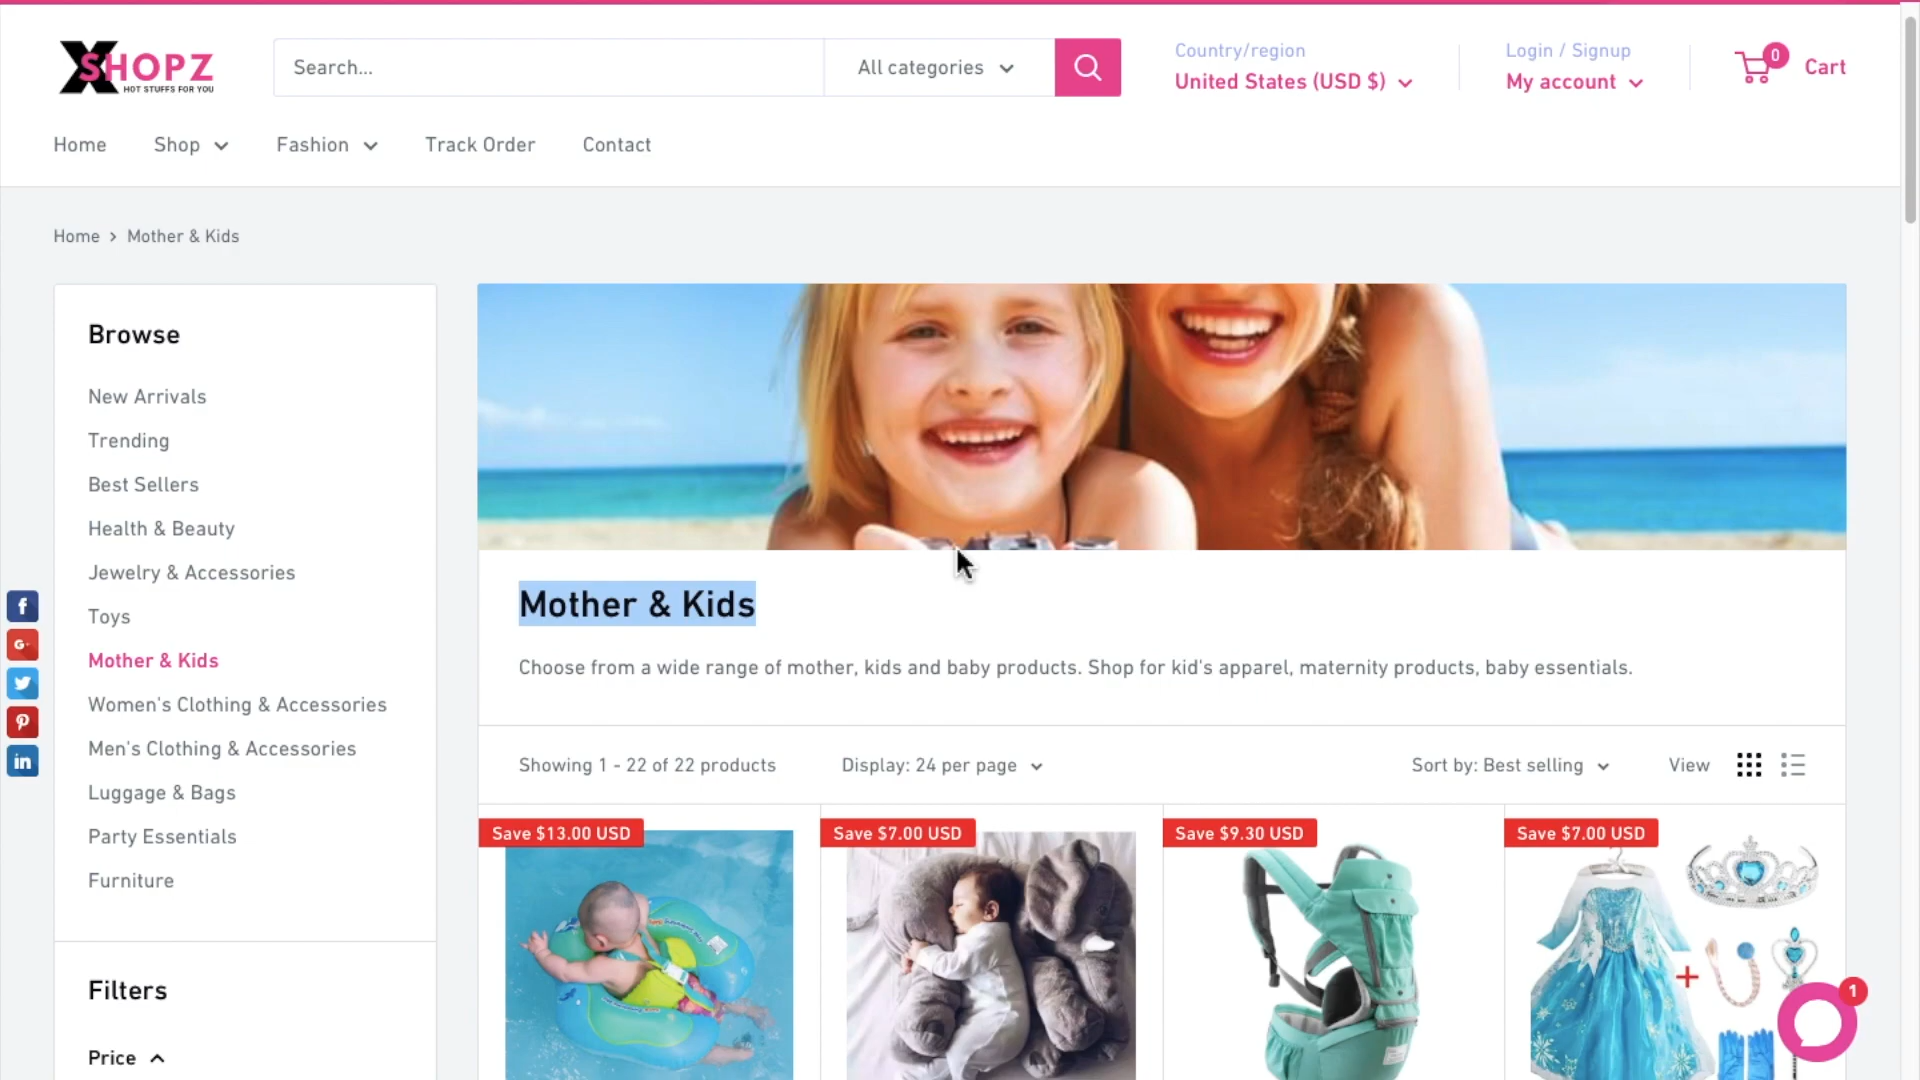 XSHOPZ
HOT STUFFS FOR YOU
Search...
All categories
Country/region
United States (USD $)
Login / Signup
My account
0
Cart
Home
Shop
Fashion
Track Order
Contact
Home > Mother & Kids
Browse
New Arrivals
Trending
Best Sellers
Health & Beauty
Jewelry & Accessories
Toys
Mother & Kids
Women's Clothing & Accessories
Men's Clothing & Accessories
Luggage & Bags
Party Essentials
Furniture
Filters
Price
f
G+
in
Mother & Kids
Choose from a wide range of mother, kids and baby products. Shop for kid's apparel, maternity products, baby essentials.
Showing 1 - 22 of 22 products
Display: 24 per page
Sort by: Best selling
View
Save $13.00 USD
Save $7.00 USD
Save $9.30 USD
Save $7.00 USD
1